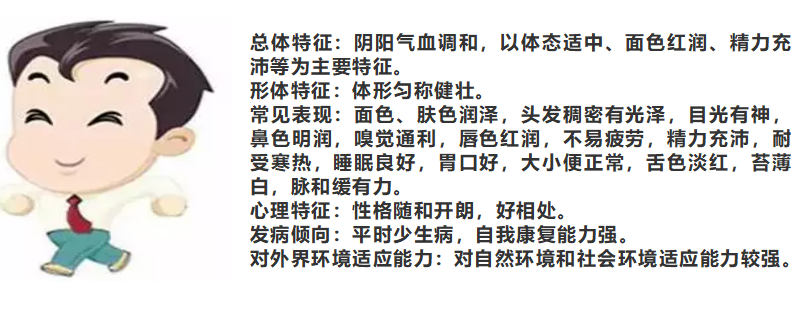 总体特征：阴阳气血调和，以体态适中、面色红润、精力充
沛等为主要特征。
形体特征：体形匀称健壮。
常见表现：面色、肤色润泽，头发稠密有光泽，目光有神，
鼻色明润，嗅觉通利，唇色红润，不易疲劳，精力充沛，耐
受寒热，睡眠良好，胃口好，大小便正常，舌色淡红，苔薄
白，脉和缓有力。
心理特征：性格随和开朗，好相处。
发病倾向：平时少生病，自我康复能力强。
对外界环境适应能力：对自然环境和社会环境适应能力较强。